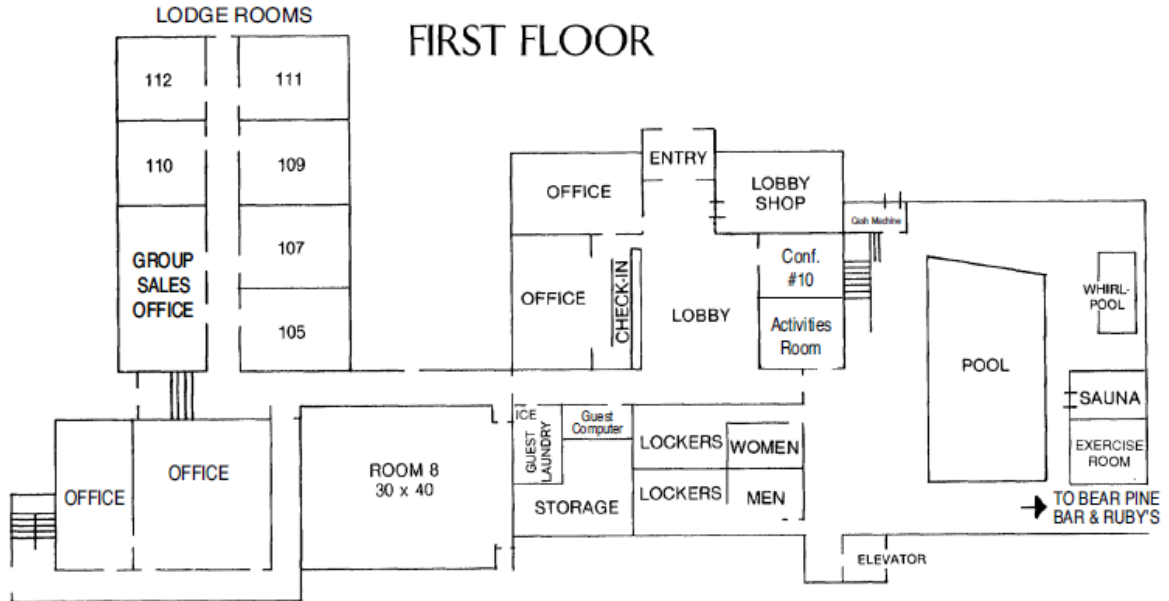 LODGE ROOMS
FIRST FLOOR
112
111
110
109
GROUP
SALES
OFFICE
107
105
ENTRY
OFFICE
LOBBY
SHOP
Cash Machine
OFFICE
CHECK-IN
LOBBY
Conf.
#10
Activities
Room
WHIRL-
POOL
POOL
SAUNA
EXERCISE
ROOM
OFFICE
OFFICE
ROOM 8
30 x 40
ICE
GUEST
LAUNDRY
Guest
Computer
STORAGE
LOCKERS
WOMEN
LOCKERS
MEN
TO BEAR PINE
BAR & RUBY'S
ELEVATOR